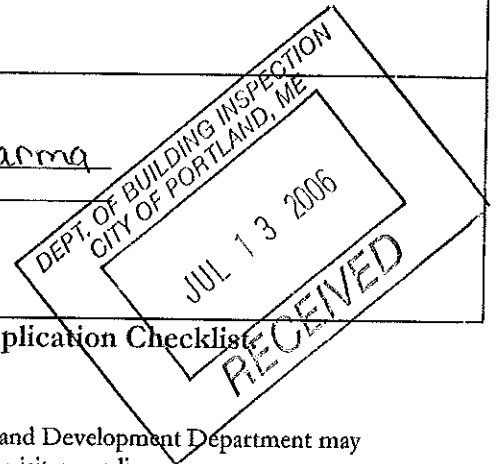 arma
DEPT. OF BUILDING INSPECTION
CITY OF PORTLAND, ME
JUL 13 2006
RECEIVED
plication Checklist
and Development Department may